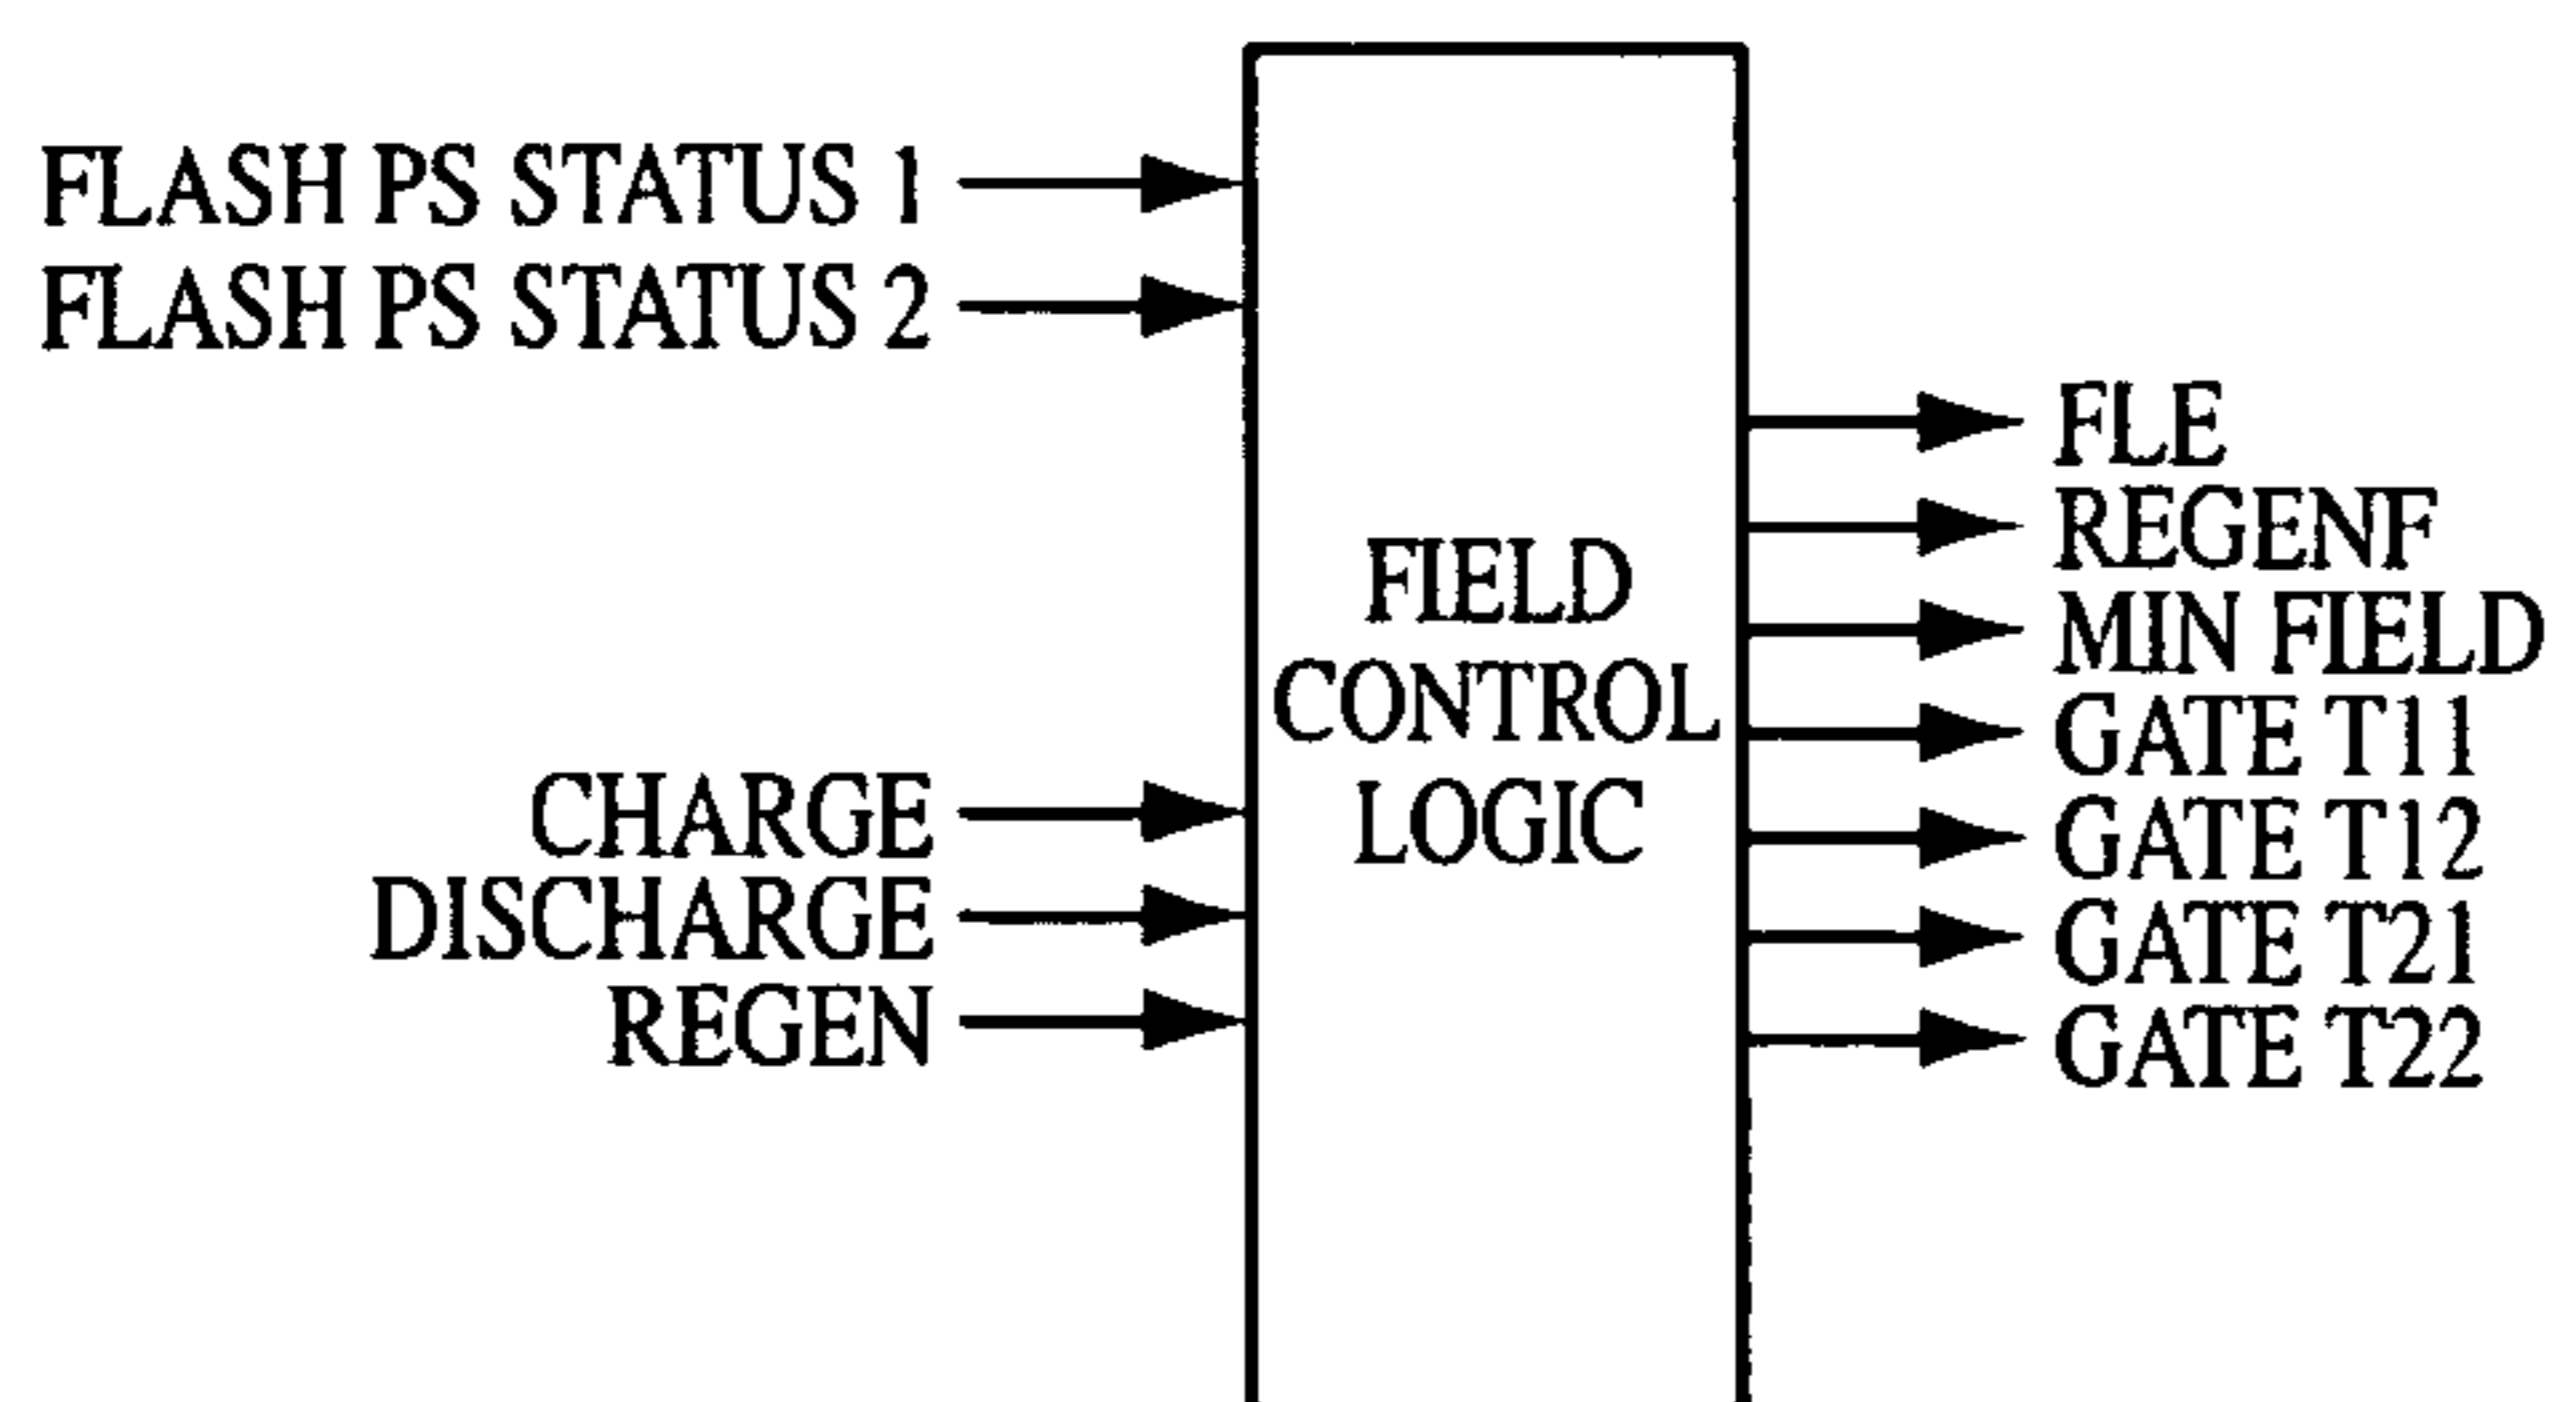 FLASH PS STATUS 1
FLASH PS STATUS 2
CHARGE
DISCHARGE
REGEN
FIELD
CONTROL
LOGIC
FLE
REGENF
MIN FIELD
GATE T11
GATE T12
GATE T21
GATE T22